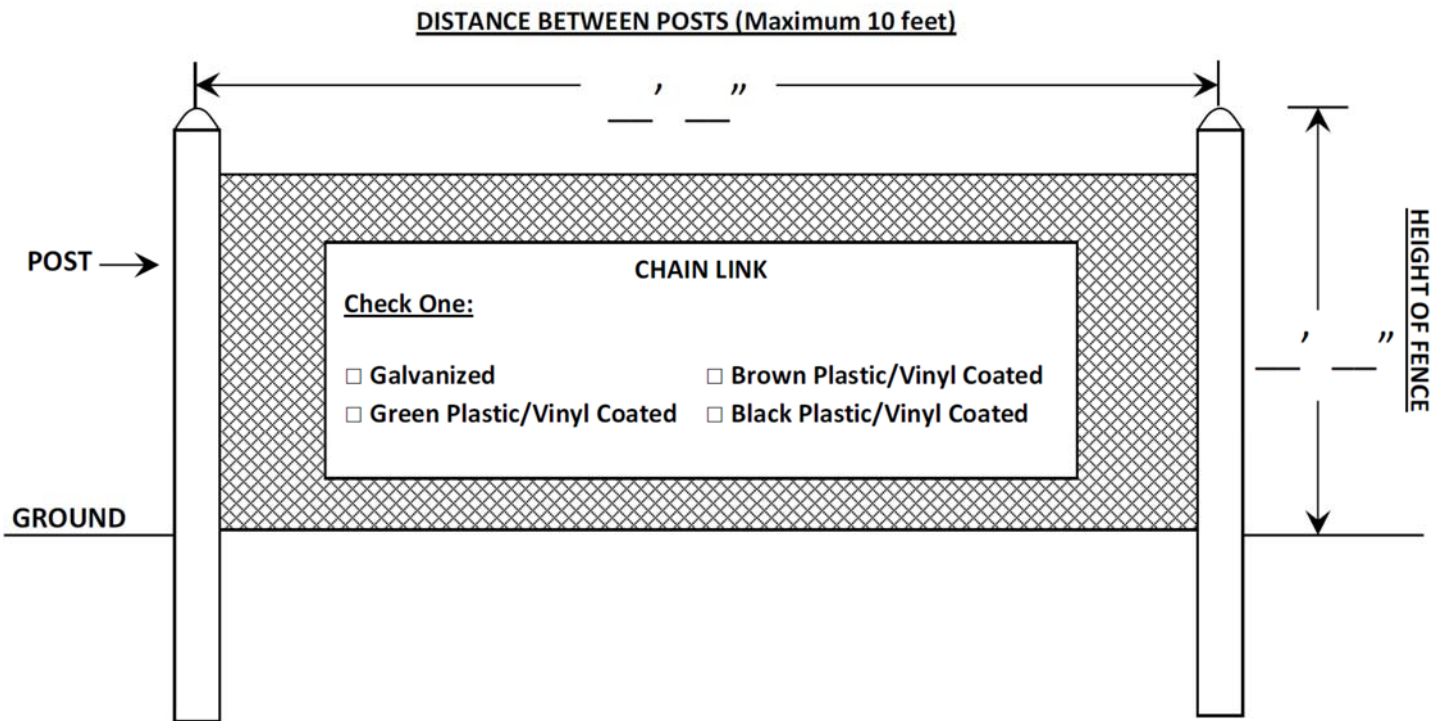 DISTANCE BETWEEN POSTS (Maximum 10 feet)
__' __"
POST
CHAIN LINK
Check One:
□ Galvanized □ Brown Plastic/Vinyl Coated
□ Green Plastic/Vinyl Coated □ Black Plastic/Vinyl Coated
HEIGHT OF FENCE
__' __"
GROUND